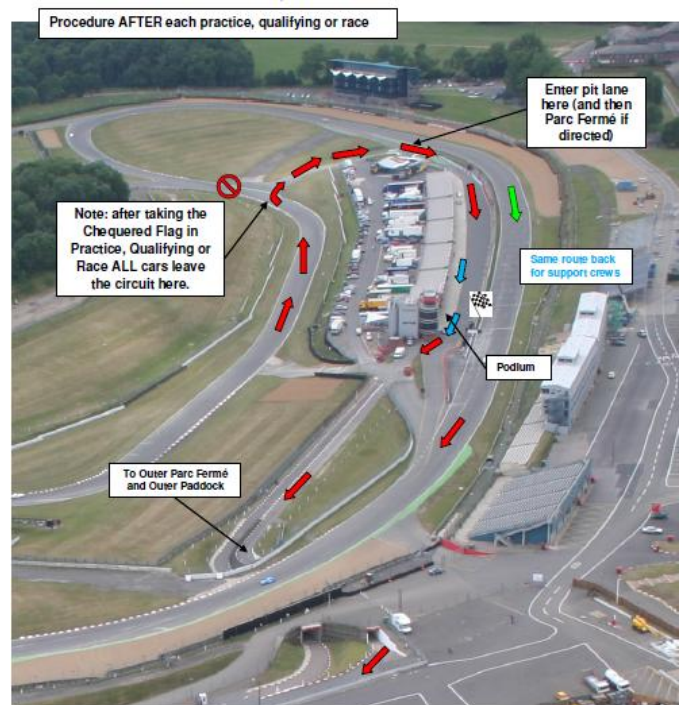 Procedure AFTER each practice, qualifying or race
Enter pit lane
here (and then
Parc Fermé if
directed)
Note: after taking the
Chequered Flag in
Practice, Qualifying or
Race ALL cars leave
the circuit here.
Same route back
for support crews
Podium
To Outer Parc Fermé
and Outer Paddock